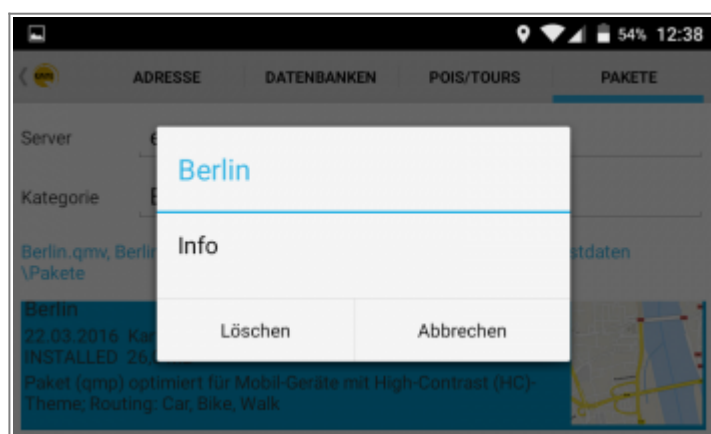 54% 12:38
ADRESSE DATENBANKEN POIS/TOURS PAKETE
Server
Kategorie
Berlin
Info
Löschen Abbrechen
Berlin.qmv, stdaten
\Pakete
Berlin
22.03.2016
INSTALLED 26,
Paket (qmp) optimiert für Mobil-Geräte mit High-Contrast (HC)-
Theme; Routing: Car, Bike, Walk